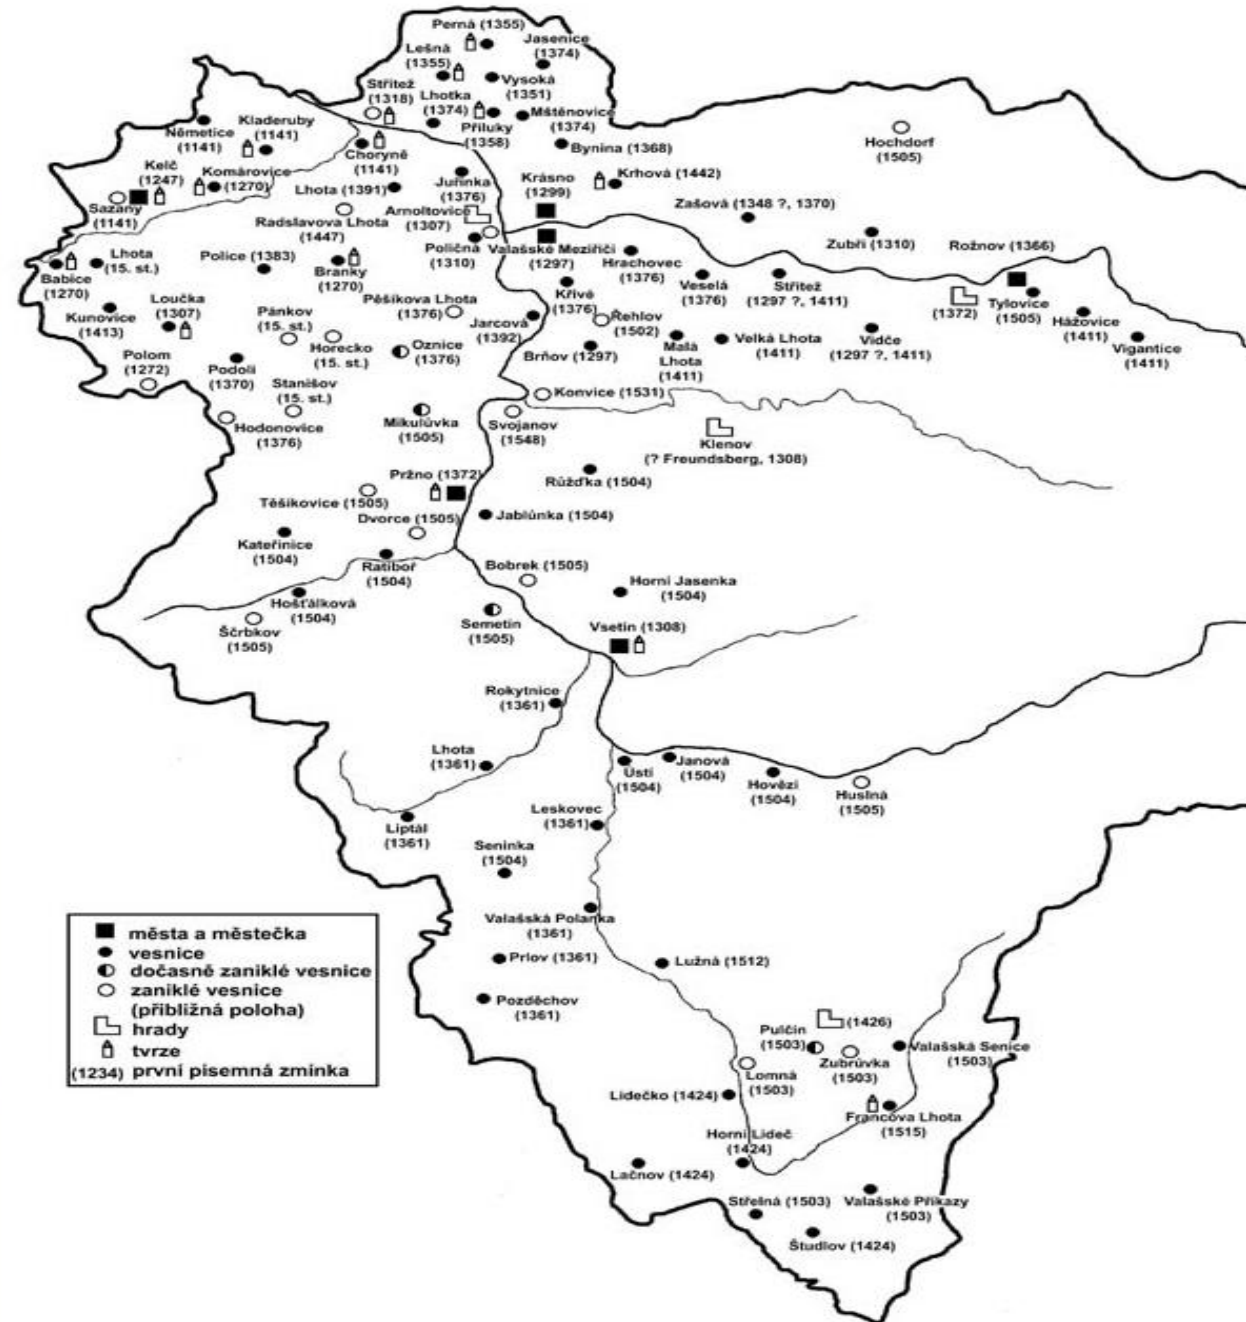 Perná (1355)
Jasenice
(1374)
Lešná
(1355)
Vysoká
(1351)
Střítež
(1318)
Lhotka
(1374)
Příluky
(1358)
Mštěnovice
(1374)
Němetice
(1141)
Kladeruby
(1141)
Hochdorf
(1505)
Bynina (1368)
Choryně
(1141)
Kelč
(1247)
Komárovice
(1270)
Lhota (1391)
Juřinka
(1376)
Krásno
(1299)
Krhová (1442)
Sazany
(1141)
Radslavova Lhota
(1447)
Arnoltovice
(1307)
Zašová (1348 ?, 1370)
Zubří (1310)
Poličná
(1310)
Valašské Meziříčí
(1297)
Hrachovec
(1376)
Rožnov (1366)
Babice
(1270)
Lhota
(15. st.)
Police (1383)
Branky
(1270)
Veselá
(1376)
Střítež
(1297 ?, 1411)
(1372)
Tylovice
(1505)
Kunovice
(1413)
Loučka
(1307)
Pánkov
(15. st.)
Pěšíkova Lhota
(1376)
Křivé
(1376)
Řehlov
(1502)
Hážovice
(1411)
Vigantice
(1411)
Horecko
(15. st.)
Oznice
(1376)
Jarcová
(1392)
Brňov (1297)
Malá
Lhota
(1411)
Velká Lhota
(1411)
Vidče
(1297 ?, 1411)
Polom
(1272)
Podolí
(1370)
Stanišov
(15. st.)
Konvice (1531)
Hodonovice
(1376)
Mikulůvka
(1505)
Svojanov
(1548)
Klenov
(? Freundsberg, 1308)
Pržno (1372)
Růžďka (1504)
Těšíkovice (1505)
Dvorce (1505)
Jablůnka (1504)
Kateřinice
(1504)
Ratiboř
(1504)
Bobrek (1505)
Horní Jasenka
(1504)
Hošťálková
(1504)
Ščrbkov
(1505)
Semetín
(1505)
Vsetín (1308)
Rokytnice
(1361)
Lhota
(1361)
Ústí
(1504)
Janová
(1504)
Hovězí
(1504)
Huslná
(1505)
Liptál
(1361)
Leskovec
(1361)
Seninka
(1504)
Valašská Polanka
(1361)
Prlov (1361)
Lužná (1512)
Pozděchov
(1361)
Pulčín
(1503)
(1426)
Zubrůvka
(1503)
Valašská Senice
(1503)
Lomná
(1503)
Lidečko (1424)
Francova Lhota
(1515)
Horní Lideč
(1424)
Lačnov (1424)
Střelná (1503)
Valašské Příkazy
(1503)
Študlov (1424)
města a městečka
vesnice
dočasně zaniklé vesnice
zaniklé vesnice
(přibližná poloha)
hrady
tvrze
(1234) první písemná zmínka